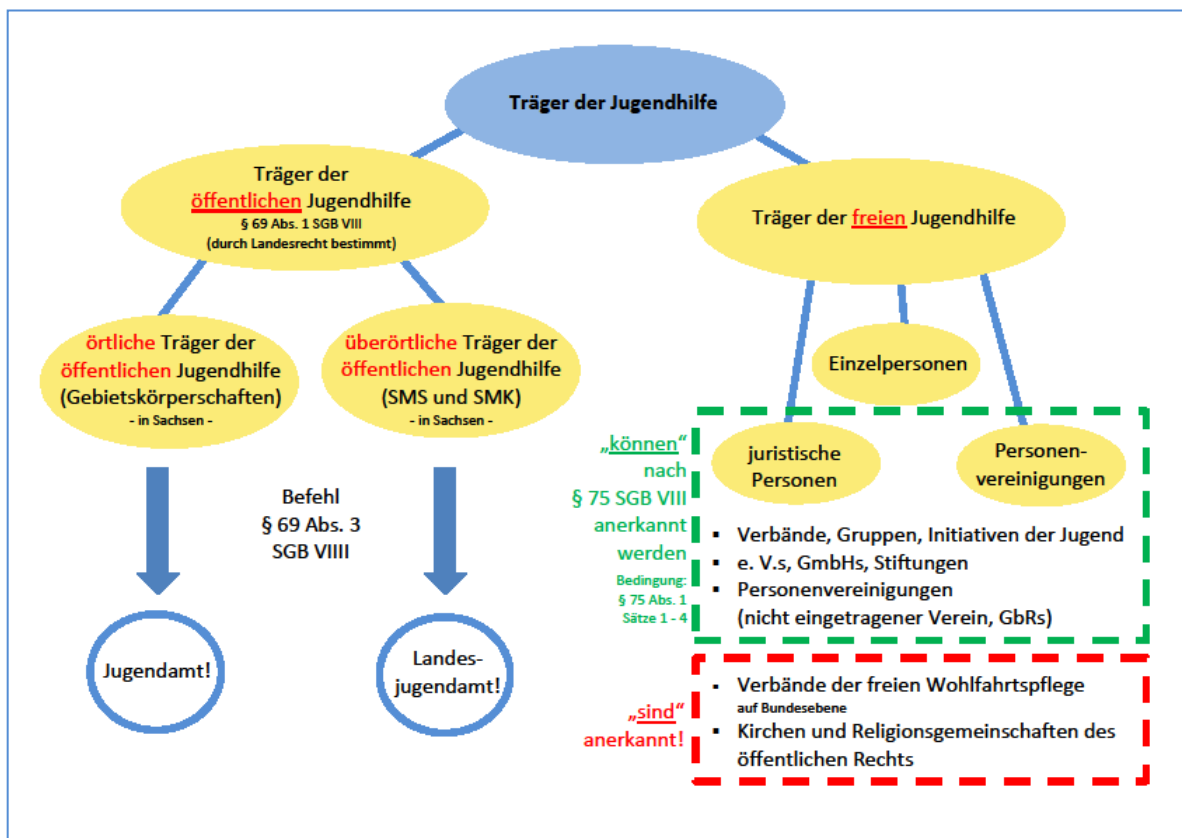 Träger der Jugendhilfe
Träger der
öffentlichen Jugendhilfe
§ 69 Abs. 1 SGB VIII
(durch Landesrecht bestimmt)
Träger der freien Jugendhilfe
örtliche Träger der
öffentlichen Jugendhilfe
(Gebietskörperschaften)
- in Sachsen -
überörtliche Träger der
öffentlichen Jugendhilfe
(SMS und SMK)
- in Sachsen -
Einzelpersonen
juristische
Personen
Personen-
vereinigungen
Befehl
§ 69 Abs. 3
SGB VIIII
Jugendamt!
Landes-
jugendamt!
„können“
nach
§ 75 SGB VIII
anerkannt
werden
Bedingung:
§ 75 Abs. 1
Sätze 1 - 4
▪ Verbände, Gruppen, Initiativen der Jugend
▪ e. V.s, GmbHs, Stiftungen
▪ Personenvereinigungen
(nicht eingetragener Verein, GbRs)
„sind“
anerkannt!
▪ Verbände der freien Wohlfahrtspflege
auf Bundesebene
▪ Kirchen und Religionsgemeinschaften des
öffentlichen Rechts